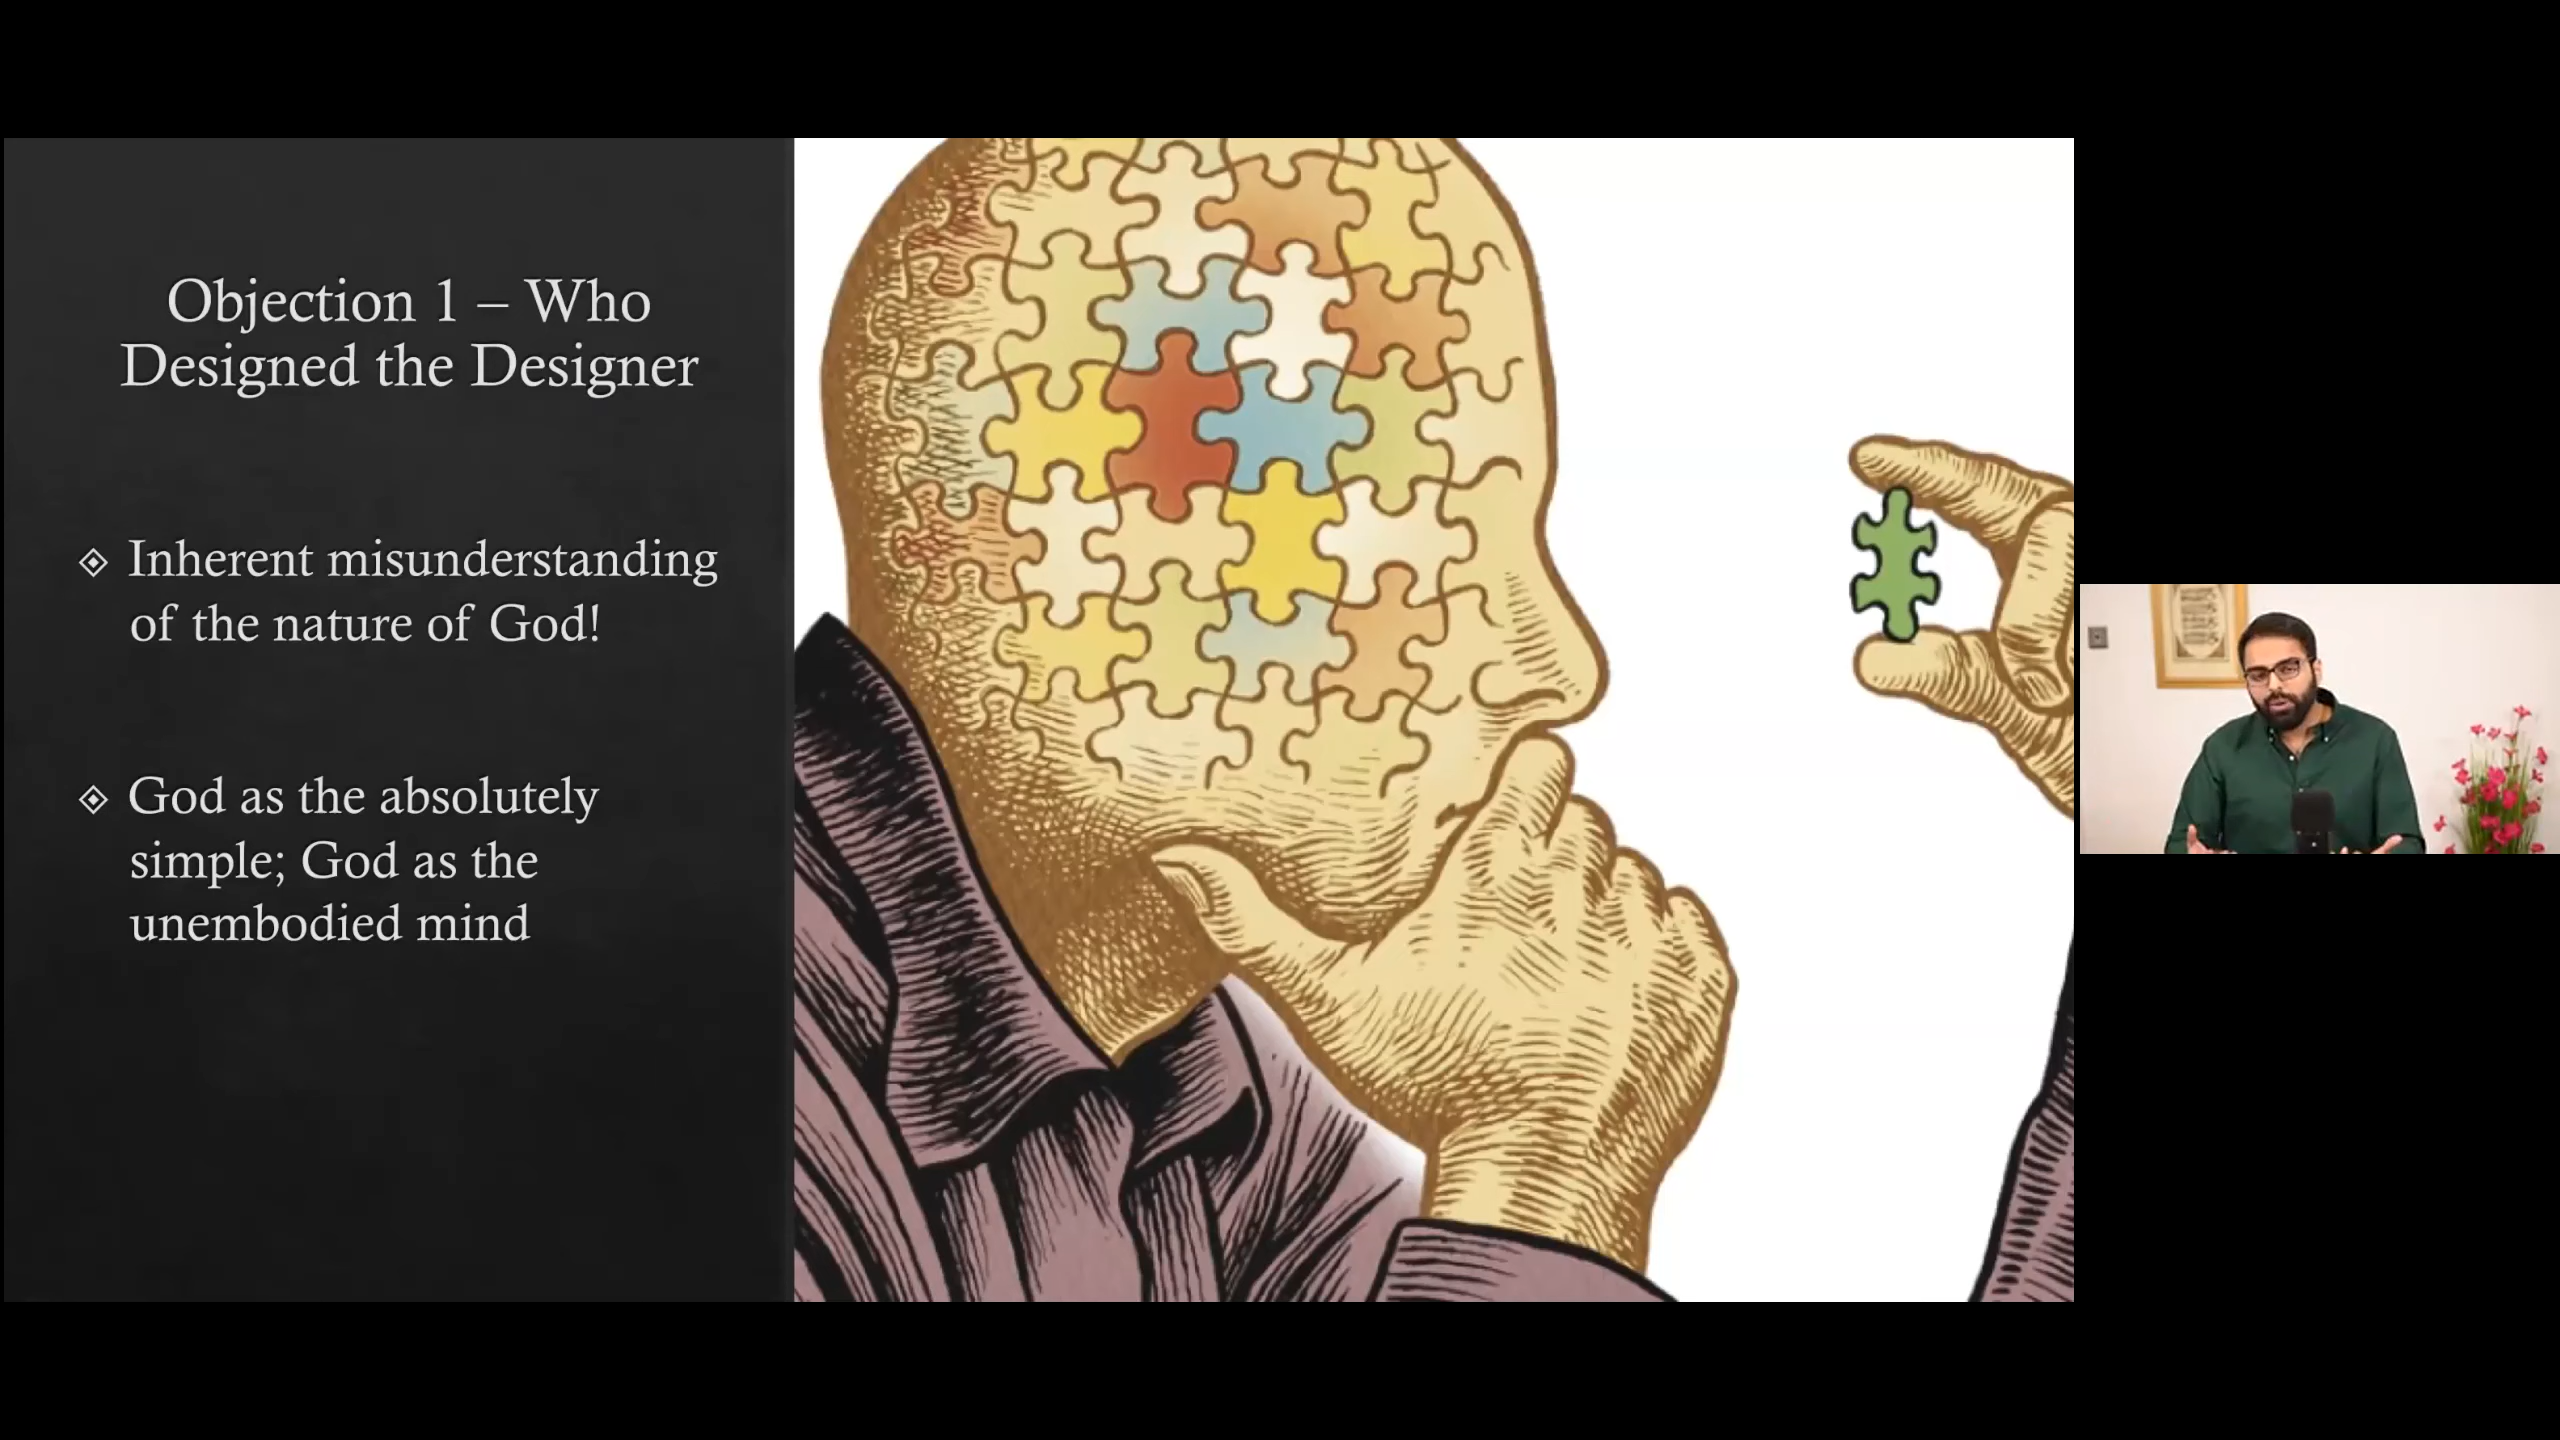 Objection 1 – Who
Designed the Designer
Inherent misunderstanding
of the nature of God!
God as the absolutely
simple; God as the
unembodied mind